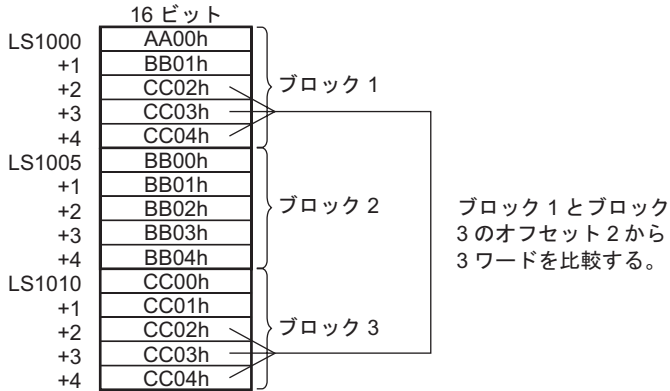 16 ビット
LS1000 AA00h
+1 BB01h
+2 CC02h
+3 CC03h
+4 CC04h
ブロック 1
LS1005 BB00h
+1 BB01h
+2 BB02h
+3 BB03h
+4 BB04h
ブロック 2
LS1010 CC00h
+1 CC01h
+2 CC02h
+3 CC03h
+4 CC04h
ブロック 3
ブロック 1 とブロック
3 のオフセット 2 から
3 ワードを比較する。